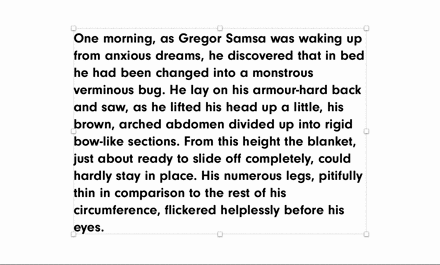 One morning, as Gregor Samsa was waking up
from anxious dreams, he discovered that in bed
he had been changed into a monstrous
verminous bug. He lay on his armour-hard back
and saw, as he lifted his head up a little, his
brown, arched abdomen divided up into rigid
bow-like sections. From this height the blanket,
just about ready to slide off completely, could
hardly stay in place. His numerous legs, pitifully
thin in comparison to the rest of his
circumference, flickered helplessly before his
eyes.